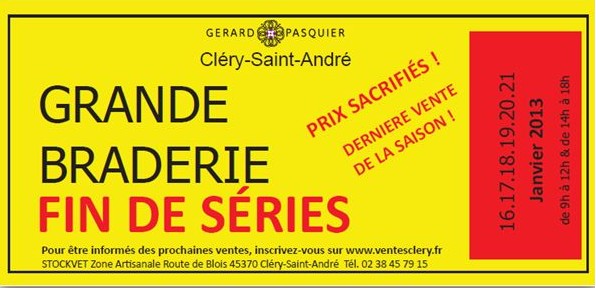 GERARD PASQUIER
Cléry-Saint-André
GRANDE
BRADERIE
FIN DE SÉRIES
PRIX SACRIFIÉS !
DERNIERE VENTE
DE LA SAISON !
16.17.18.19.20.21
Janvier 2013
de 9h à 12h & de 14h à 18h
Pour être informés des prochaines ventes, inscrivez-vous sur www.ventesclery.fr
STOCKVET Zone Artisanale Route de Blois 45370 Cléry-Saint-André Tél. 02 38 45 79 15